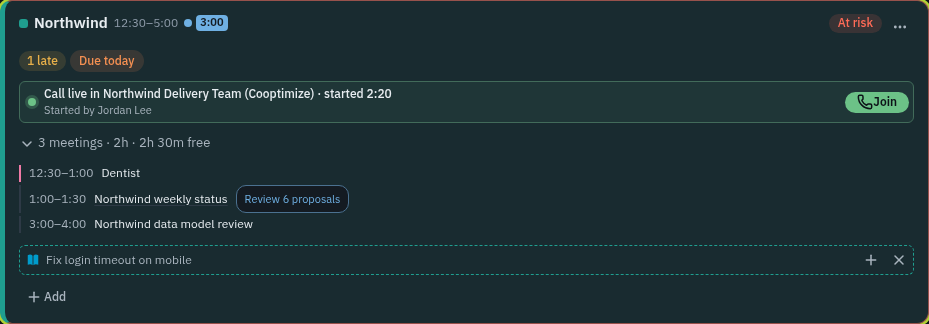 Northwind 12:30–5:00 3:00 At risk ...
1 late Due today
Call live in Northwind Delivery Team (Cooptimize) · started 2:20
Started by Jordan Lee
Join
3 meetings · 2h · 2h 30m free
12:30–1:00 Dentist
1:00–1:30 Northwind weekly status Review 6 proposals
3:00–4:00 Northwind data model review
Fix login timeout on mobile
Add